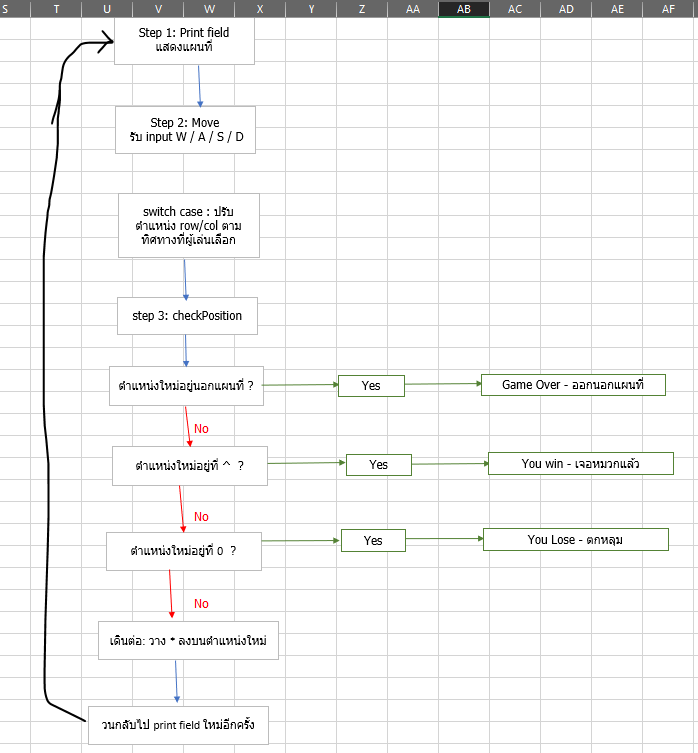 S T U V W X Y Z AA AB AC AD AE AF
Step 1: Print field
แสดงแผนที่
Step 2: Move
รับ input W / A / S / D
switch case : ปรับ
ตำแหน่ง row/col ตาม
ทิศทางที่ผู้เล่นเลือก
step 3: checkPosition
ตำแหน่งใหม่อยู่นอกแผนที่ ?
Yes
Game Over - ออกนอกแผนที่
No
ตำแหน่งใหม่อยู่ที่ ^ ?
Yes
You win - เจอหมวกแล้ว
No
ตำแหน่งใหม่อยู่ที่ 0 ?
Yes
You Lose - ตกหลุม
No
เดินต่อ: วาง * ลงบนตำแหน่งใหม่
วนกลับไป print field ใหม่อีกครั้ง